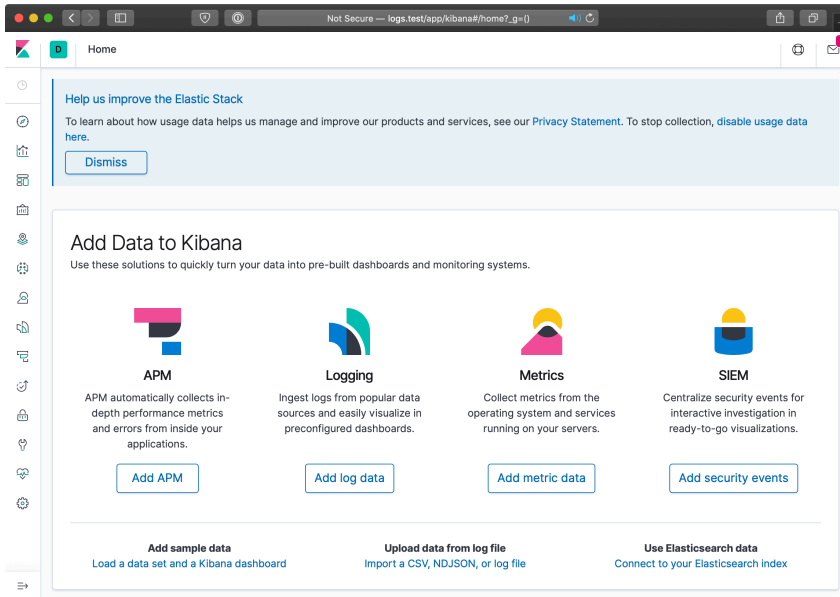 Not Secure — logs.test/app/kibana#/home?_g=()
D
Home
Help us improve the Elastic Stack
To learn about how usage data helps us manage and improve our products and services, see our Privacy Statement. To stop collection, disable usage data
here.
Dismiss
Add Data to Kibana
Use these solutions to quickly turn your data into pre-built dashboards and monitoring systems.
APM
APM automatically collects in-
depth performance metrics
and errors from inside your
applications.
Add APM
Logging
Ingest logs from popular data
sources and easily visualize in
preconfigured dashboards.
Add log data
Metrics
Collect metrics from the
operating system and services
running on your servers.
Add metric data
SIEM
Centralize security events for
interactive investigation in
ready-to-go visualizations.
Add security events
Add sample data
Load a data set and a Kibana dashboard
Upload data from log file
Import a CSV, NDJSON, or log file
Use Elasticsearch data
Connect to your Elasticsearch index